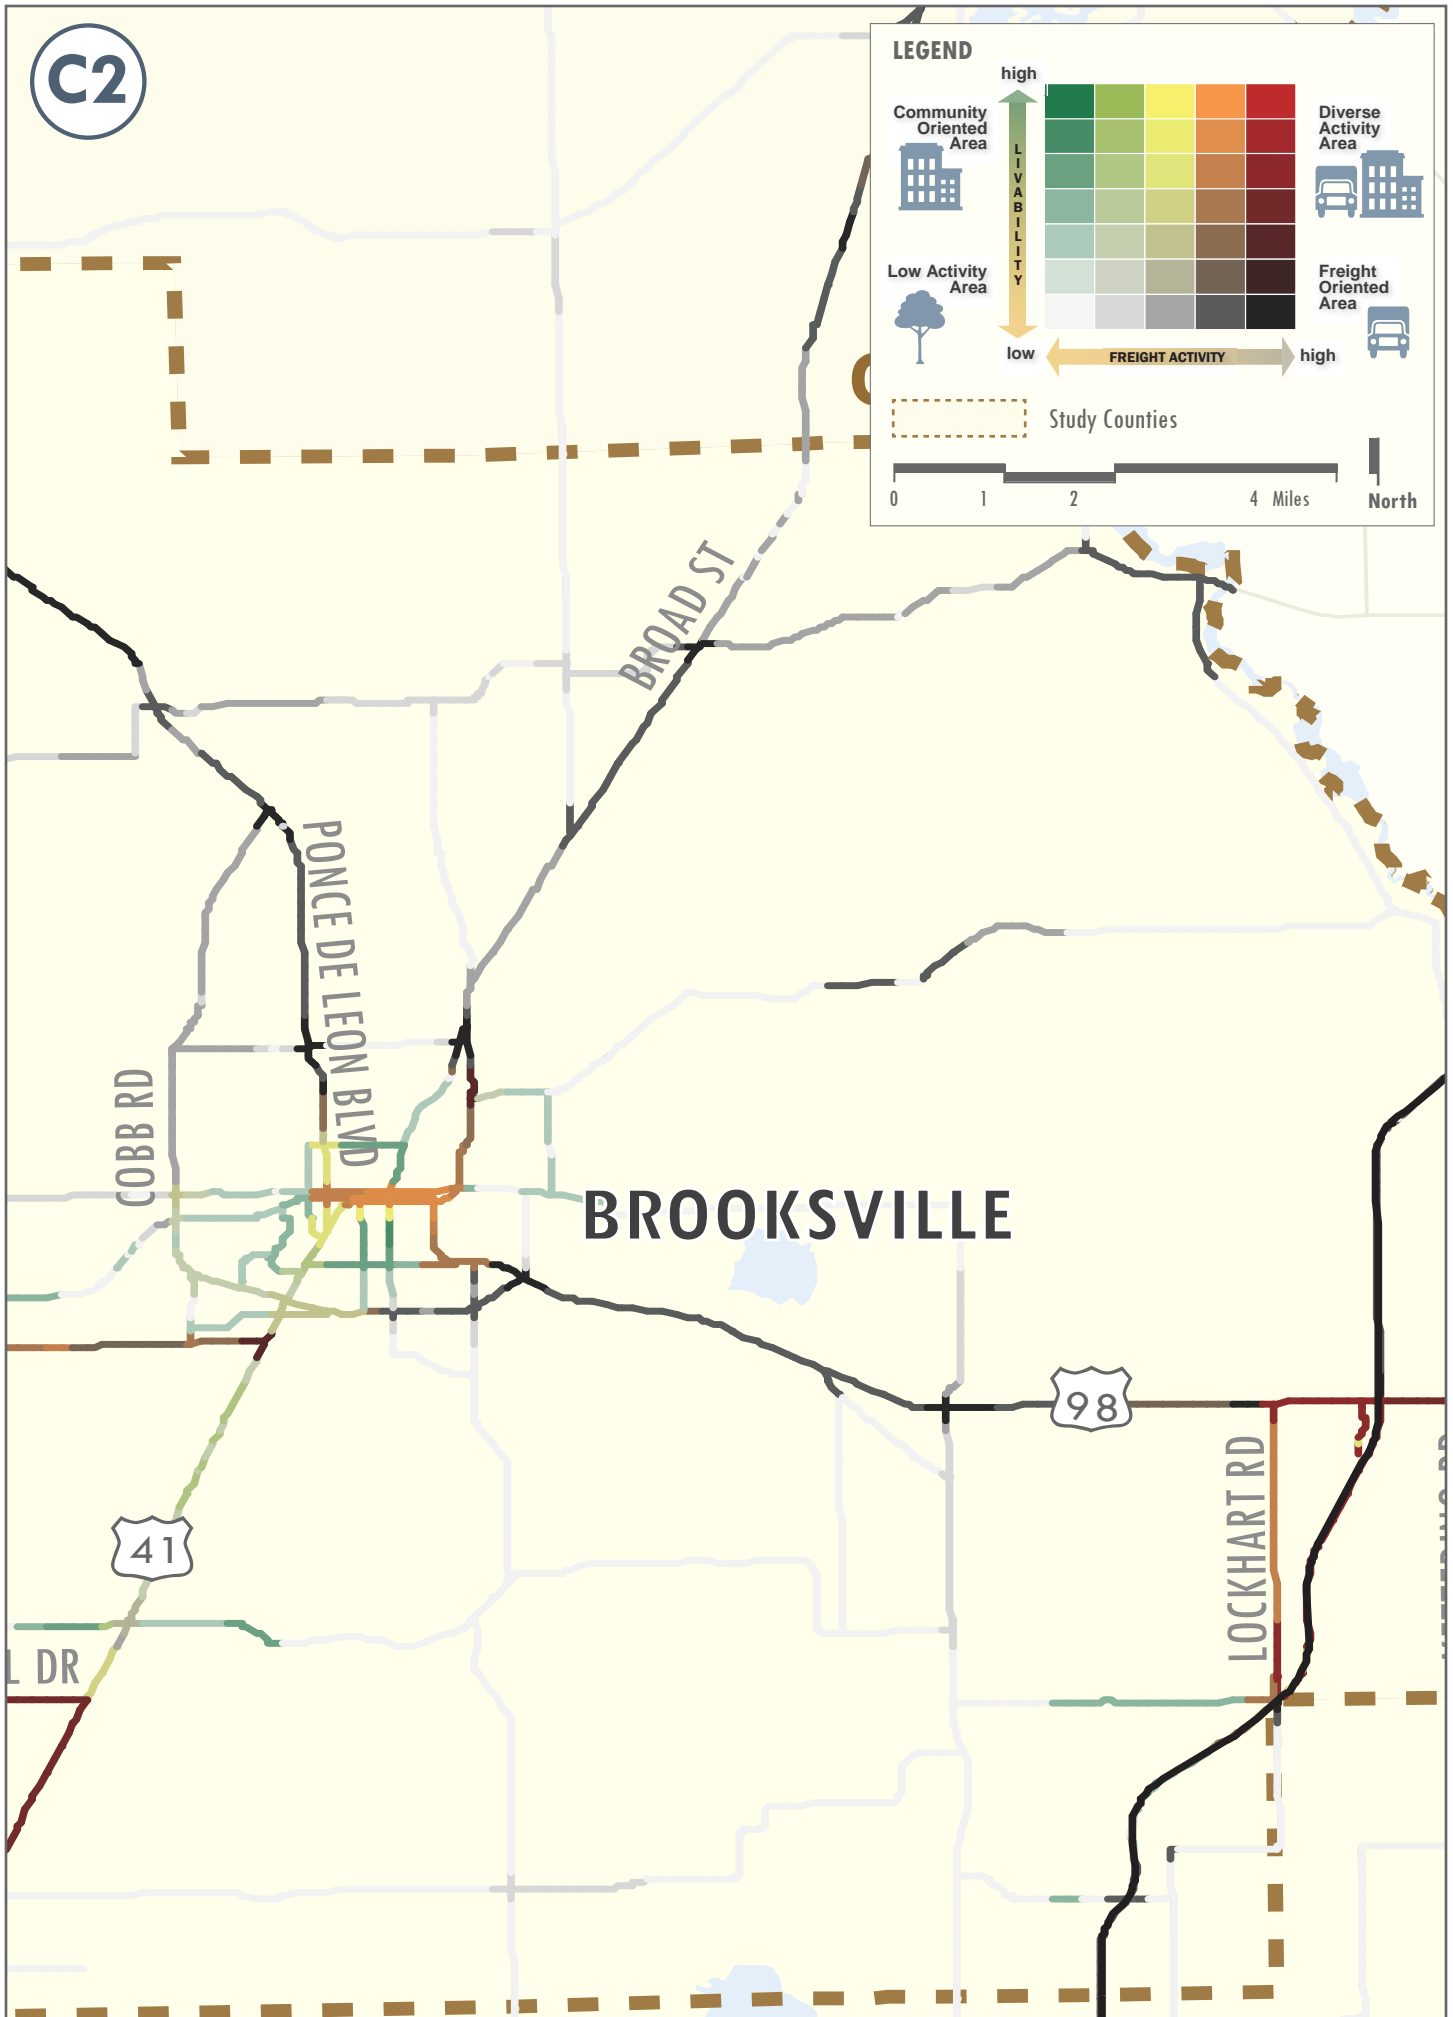 C2
LEGEND
high
Community
Oriented
Area
Diverse
Activity
Area
LIVABILITY
Low Activity
Area
Freight
Oriented
Area
low
FREIGHT ACTIVITY
high
Study Counties
0 1 2 4 Miles
North
BROAD ST
PONCE DE LEON BLVD
COBB RD
BROOKSVILLE
98
LOCKHART RD
41
L DR